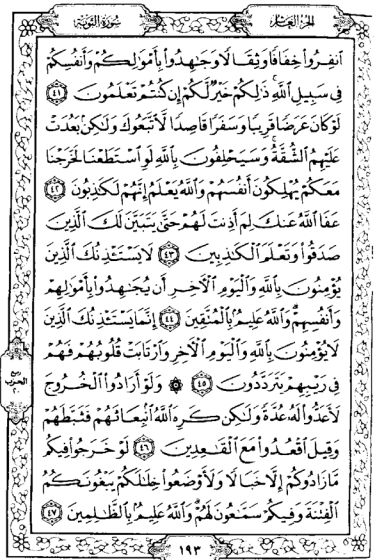 الجزء العاشر
سورة التوبة
ٱنفِرُوا۟ خِفَافًا وَثِقَالًا وَجَٰهِدُوا۟ بِأَمْوَٰلِكُمْ وَأَنفُسِكُمْ
فِى سَبِيلِ ٱللَّهِ ذَٰلِكُمْ خَيْرٌ لَّكُمْ إِن كُنتُمْ تَعْلَمُونَ ٤١
لَوْ كَانَ عَرَضًا قَرِيبًا وَسَفَرًا قَاصِدًا لَّٱتَّبَعُوكَ وَلَٰكِنۢ بَعُدَتْ
عَلَيْهِمُ ٱلشُّقَّةُ وَسَيَحْلِفُونَ بِٱللَّهِ لَوِ ٱسْتَطَعْنَا لَخَرَجْنَا
مَعَكُمْ يُهْلِكُونَ أَنفُسَهُمْ وَٱللَّهُ يَعْلَمُ إِنَّهُمْ لَكَٰذِبُونَ ٤٢
عَفَا ٱللَّهُ عَنكَ لِمَ أَذِنتَ لَهُمْ حَتَّىٰ يَتَبَيَّنَ لَكَ ٱلَّذِينَ
صَدَقُوا۟ وَتَعْلَمَ ٱلْكَٰذِبِينَ ٤٣ لَا يَسْتَـْٔذِنُكَ ٱلَّذِينَ
يُؤْمِنُونَ بِٱللَّهِ وَٱلْيَوْمِ ٱلْءَاخِرِ أَن يُجَٰهِدُوا۟ بِأَمْوَٰلِهِمْ
وَأَنفُسِهِمْ وَٱللَّهُ عَلِيمٌۢ بِٱلْمُتَّقِينَ ٤٤ إِنَّمَا يَسْتَـْٔذِنُكَ ٱلَّذِينَ
لَا يُؤْمِنُونَ بِٱللَّهِ وَٱلْيَوْمِ ٱلْءَاخِرِ وَٱرْتَابَتْ قُلُوبُهُمْ فَهُمْ
فِى رَيْبِهِمْ يَتَرَدَّدُونَ ٤٥ ۞ وَلَوْ أَرَادُوا۟ ٱلْخُرُوجَ
لَأَعَدُّوا۟ لَهُۥ عُدَّةً وَلَٰكِن كَرِهَ ٱللَّهُ ٱنۢبِعَاثَهُمْ فَثَبَّطَهُمْ
وَقِيلَ ٱقْعُدُوا۟ مَعَ ٱلْقَٰعِدِينَ ٤٦ لَوْ خَرَجُوا۟ فِيكُم
مَّا زَادُوكُمْ إِلَّا خَبَالًا وَلَأَوْضَعُوا۟ خِلَٰلَكُمْ يَبْغُونَكُمُ
ٱلْفِتْنَةَ وَفِيكُمْ سَمَّٰعُونَ لَهُمْ وَٱللَّهُ عَلِيمٌۢ بِٱلظَّٰلِمِينَ ٤٧
ربع
الحزب
٢٠
١٩٣